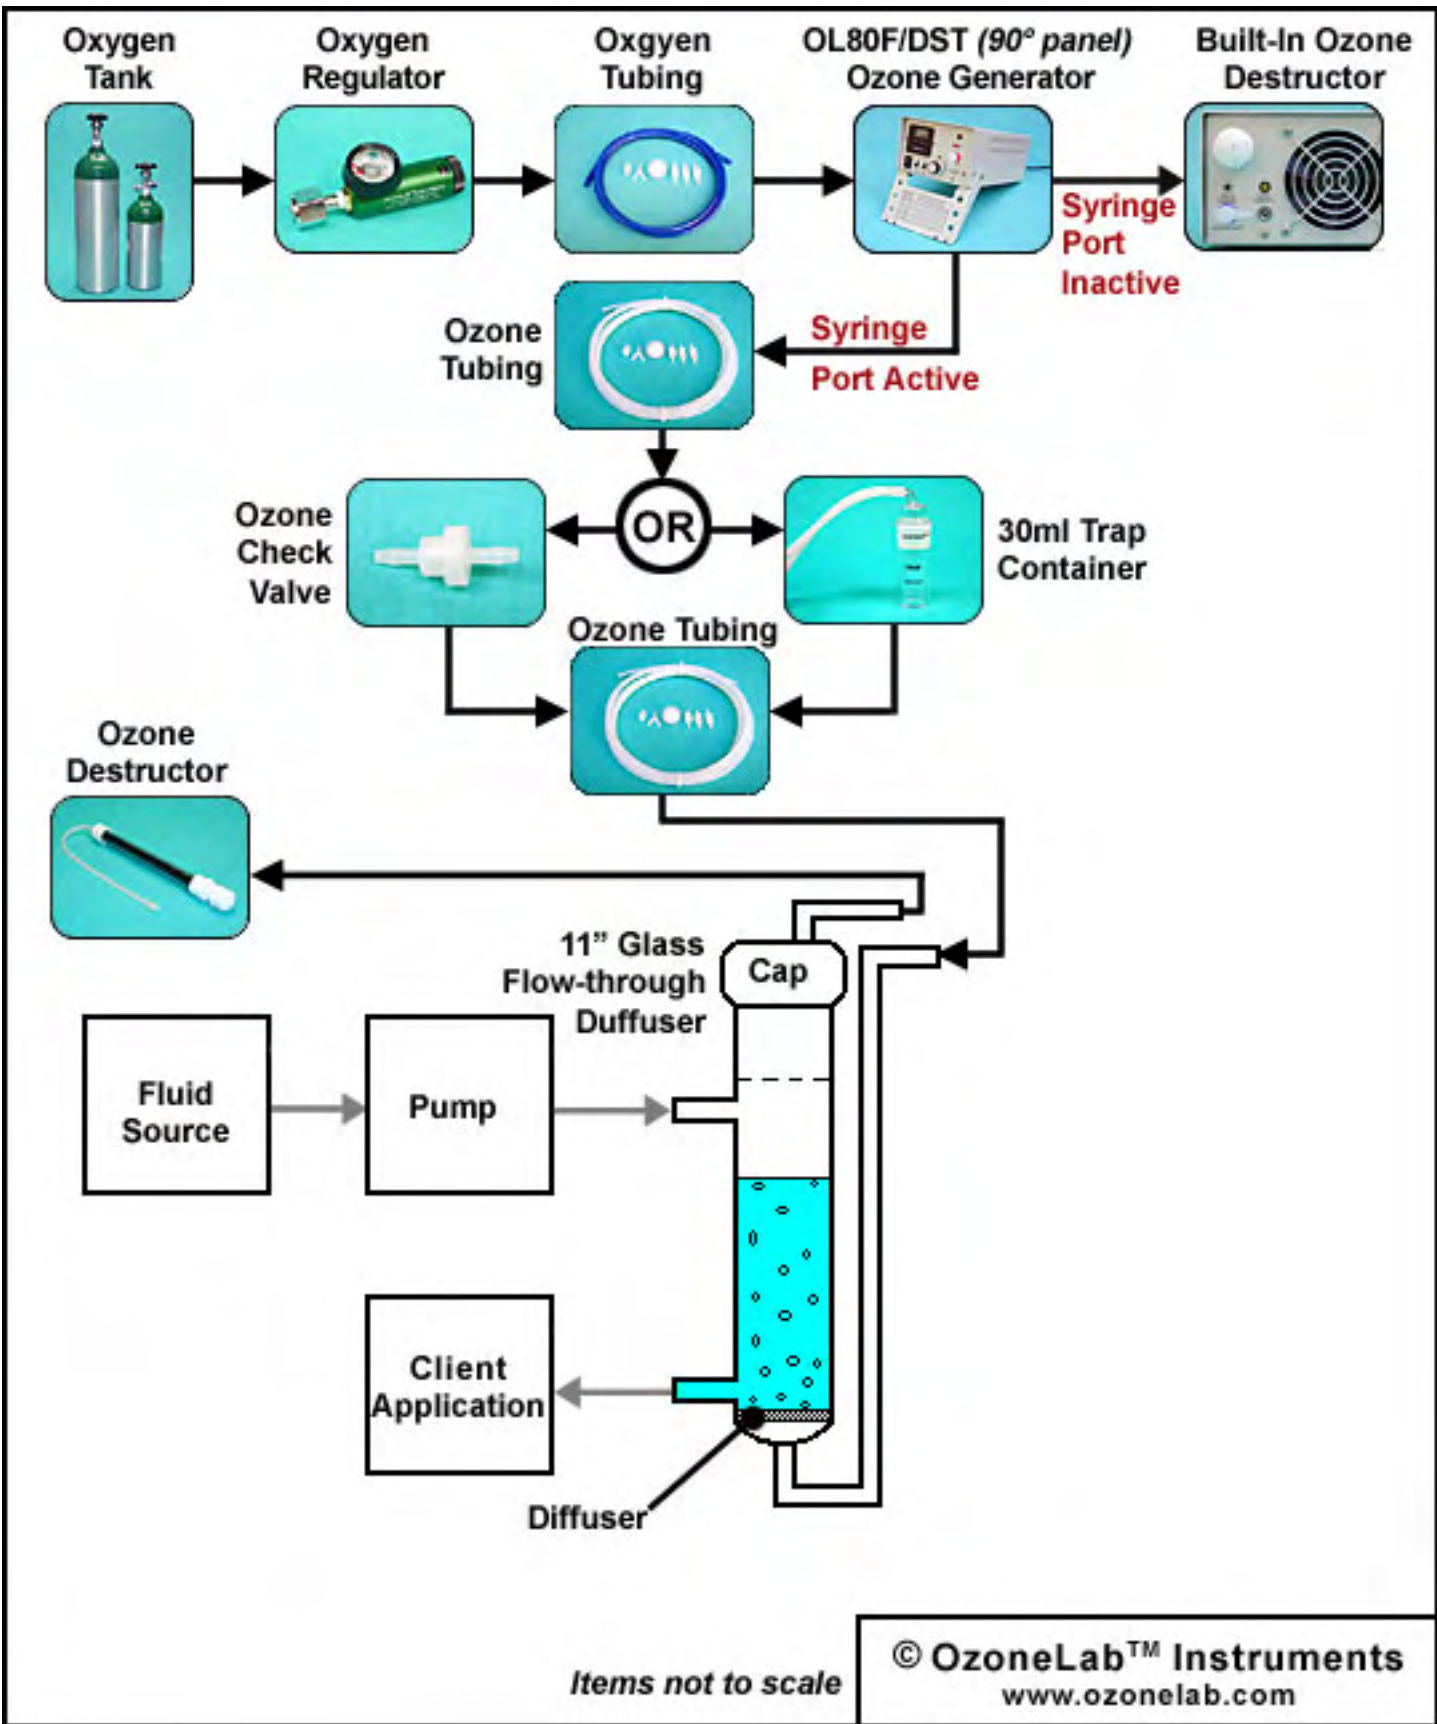 Oxygen
Tank
Oxygen
Regulator
Oxgyen
Tubing
OL80F/DST (90° panel)
Ozone Generator
Built-In Ozone
Destructor
Syringe
Port
Inactive
Ozone
Tubing
Syringe
Port Active
Ozone
Check
Valve
OR
30ml Trap
Container
Ozone Tubing
Ozone
Destructor
11” Glass
Flow-through
Duffuser
Cap
Fluid
Source
Pump
Client
Application
Diffuser
Items not to scale
© OzoneLab™ Instruments
www.ozonelab.com